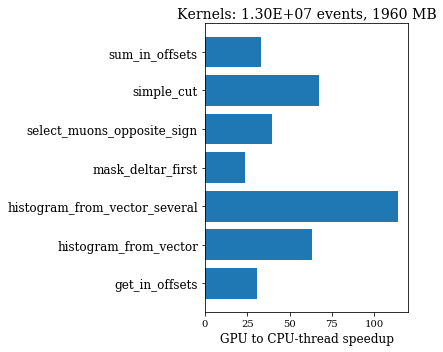 Kernels: 1.30E+07 events, 1960 MB
sum_in_offsets
simple_cut
select_muons_opposite_sign
mask_deltar_first
histogram_from_vector_several
histogram_from_vector
get_in_offsets
0 25 50 75 100
GPU to CPU-thread speedup